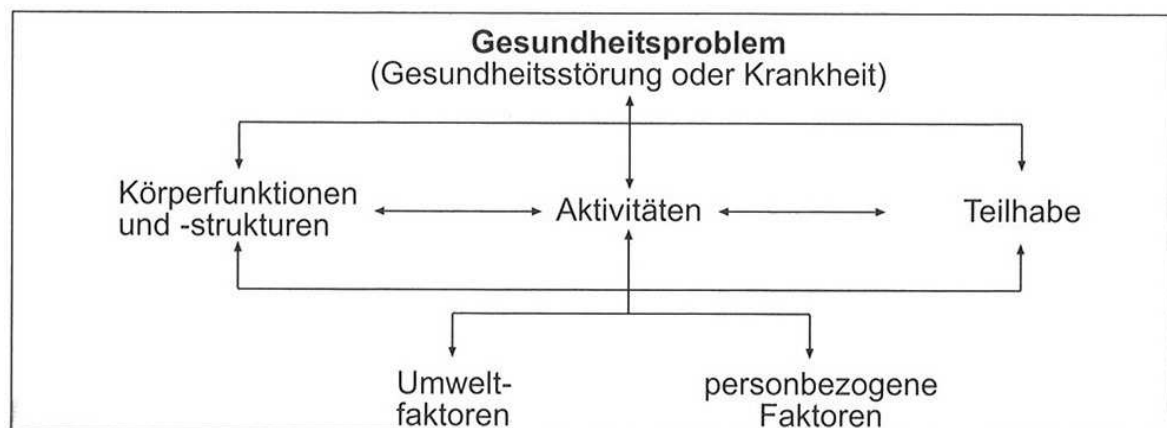 Gesundheitsproblem
(Gesundheitsstörung oder Krankheit)
Körperfunktionen
und -strukturen
Aktivitäten
Teilhabe
Umwelt-
faktoren
personbezogene
Faktoren